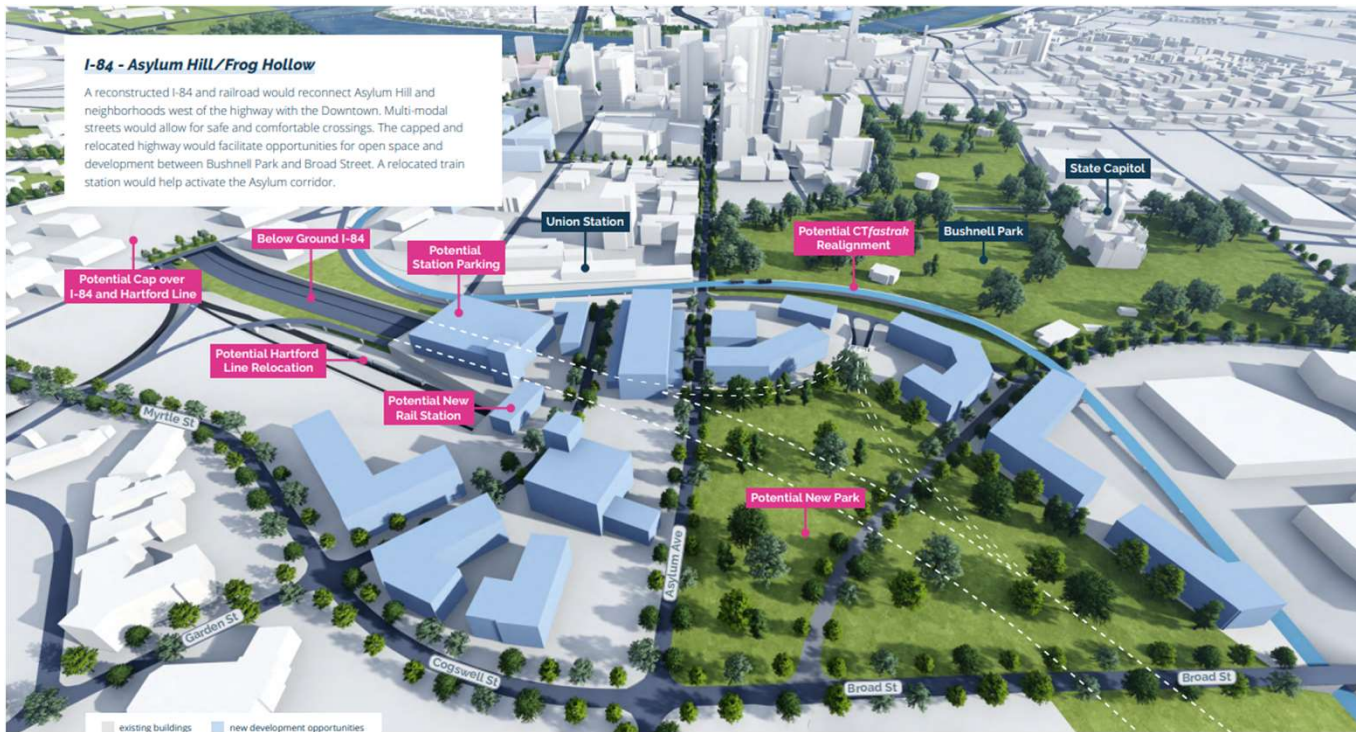 I-84 - Asylum Hill/Frog Hollow
A reconstructed I-84 and railroad would reconnect Asylum Hill and
neighborhoods west of the highway with the Downtown. Multi-modal
streets would allow for safe and comfortable crossings. The capped and
relocated highway would facilitate opportunities for open space and
development between Bushnell Park and Broad Street. A relocated train
station would help activate the Asylum corridor.
State Capitol
Union Station
Below Ground I-84
Potential
Station Parking
Potential CTfastrak
Realignment
Bushnell Park
Potential Cap over
I-84 and Hartford Line
Potential Hartford
Line Relocation
Potential New
Rail Station
Myrtle St
Potential New Park
Asylum Ave
Garden St
Cogswell St
Broad St
Broad St
existing buildings
new development opportunities